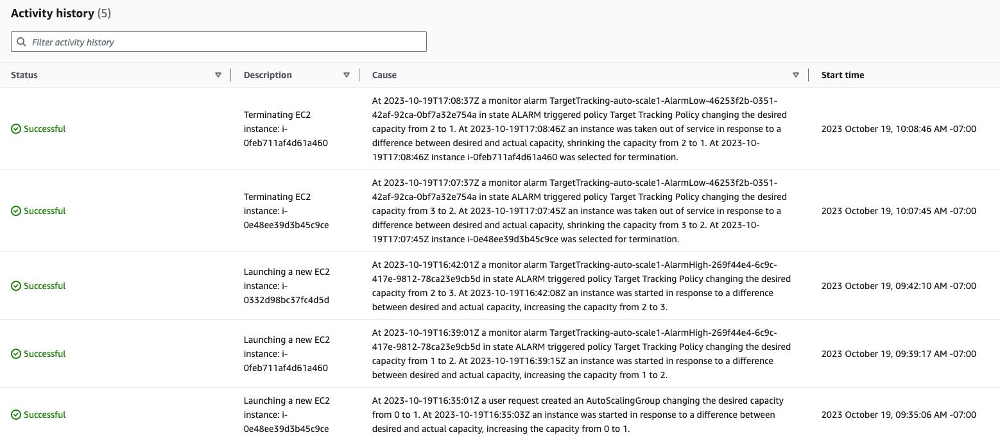 Activity history (5)
Filter activity history
Status
Description
Cause
Start time
Successful
Terminating EC2
instance: i-
0feb711af4d61a460
At 2023-10-19T17:08:37Z a monitor alarm TargetTracking-auto-scale1-AlarmLow-46253f2b-0351-
42af-92ca-0bf7a32e754a in state ALARM triggered policy Target Tracking Policy changing the desired
capacity from 2 to 1. At 2023-10-19T17:08:46Z an instance was taken out of service in response to a
difference between desired and actual capacity, shrinking the capacity from 2 to 1. At 2023-10-
19T17:08:46Z instance i-0feb711af4d61a460 was selected for termination.
2023 October 19, 10:08:46 AM -07:00
Successful
Terminating EC2
instance: i-
0e48ee39d3b45c9ce
At 2023-10-19T17:07:37Z a monitor alarm TargetTracking-auto-scale1-AlarmLow-46253f2b-0351-
42af-92ca-0bf7a32e754a in state ALARM triggered policy Target Tracking Policy changing the desired
capacity from 3 to 2. At 2023-10-19T17:07:45Z an instance was taken out of service in response to a
difference between desired and actual capacity, shrinking the capacity from 3 to 2. At 2023-10-
19T17:07:45Z instance i-0e48ee39d3b45c9ce was selected for termination.
2023 October 19, 10:07:45 AM -07:00
Successful
Launching a new EC2
instance: i-
0332d98bc37fc4d5d
At 2023-10-19T16:42:01Z a monitor alarm TargetTracking-auto-scale1-AlarmHigh-269f44e4-6c9c-
417e-9812-78ca23e9cb5d in state ALARM triggered policy Target Tracking Policy changing the desired
capacity from 2 to 3. At 2023-10-19T16:42:08Z an instance was started in response to a difference
between desired and actual capacity, increasing the capacity from 2 to 3.
2023 October 19, 09:42:10 AM -07:00
Successful
Launching a new EC2
instance: i-
0feb711af4d61a460
At 2023-10-19T16:39:01Z a monitor alarm TargetTracking-auto-scale1-AlarmHigh-269f44e4-6c9c-
417e-9812-78ca23e9cb5d in state ALARM triggered policy Target Tracking Policy changing the desired
capacity from 1 to 2. At 2023-10-19T16:39:15Z an instance was started in response to a difference
between desired and actual capacity, increasing the capacity from 1 to 2.
2023 October 19, 09:39:17 AM -07:00
Successful
Launching a new EC2
instance: i-
0e48ee39d3b45c9ce
At 2023-10-19T16:35:01Z a user request created an AutoScalingGroup changing the desired capacity
from 0 to 1. At 2023-10-19T16:35:03Z an instance was started in response to a difference between
desired and actual capacity, increasing the capacity from 0 to 1.
2023 October 19, 09:35:06 AM -07:00